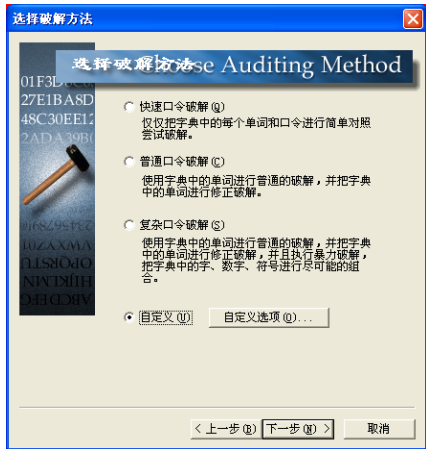 选择破解方法
选择破解方法
Choose Auditing Method
01F3D
27E1BA8D
48C30EE12
2ADA39B(
快速口令破解(Q)
仅仅把字典中的每个单词和口令进行简单对照
尝试破解。
普通口令破解(C)
使用字典中的单词进行普通的破解，并把字典
中的单词进行修正破解。
复杂口令破解(S)
使用字典中的单词进行普通的破解，并把字典
中的单词进行修正破解，并且执行暴力破解，
把字典中的字、数字、符号进行尽可能的组
合。
自定义(U)
自定义选项(O)...
< 上一步(B)
下一步(N) >
取消